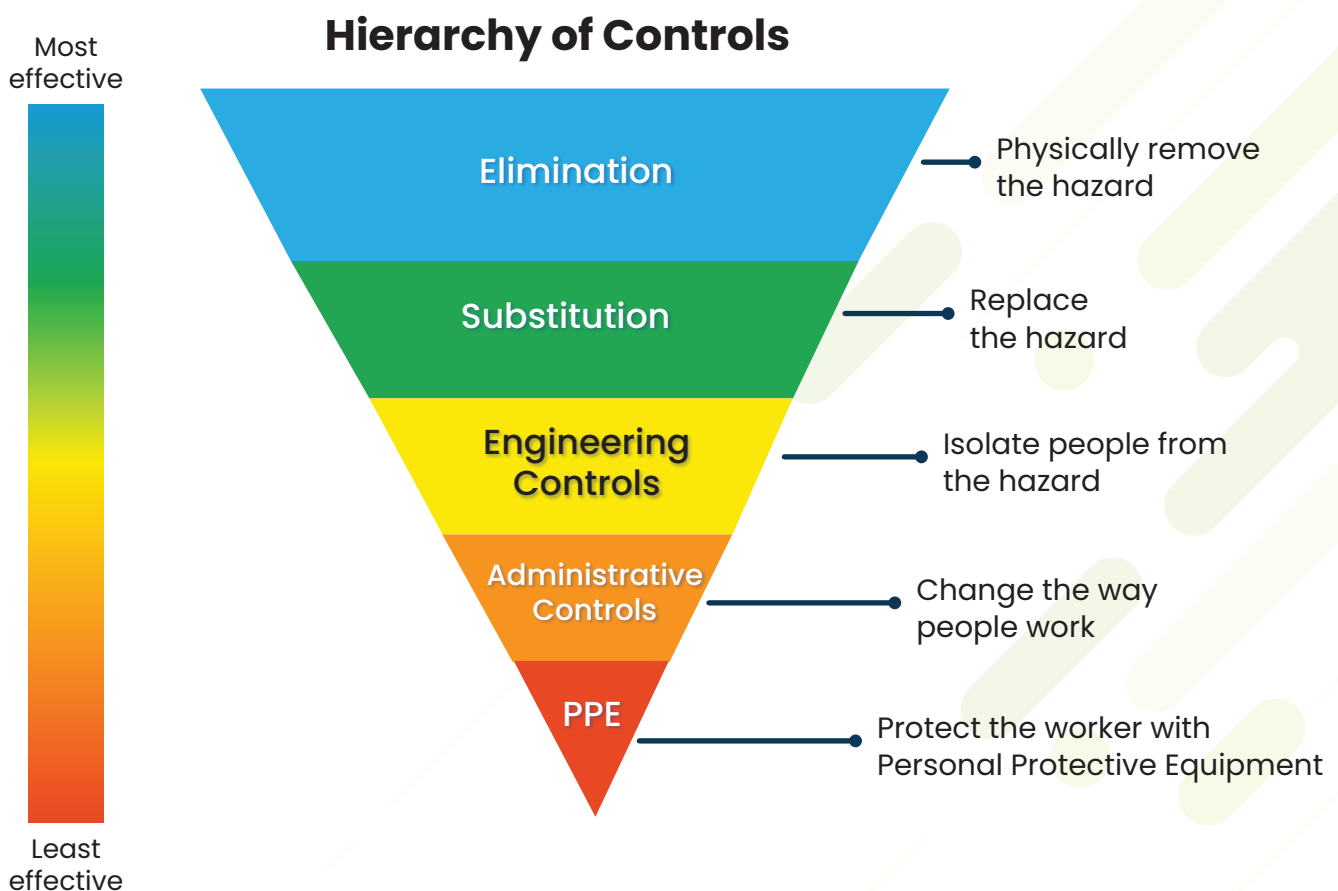 Hierarchy of Controls
Most
effective
Elimination
Physically remove
the hazard
Substitution
Replace
the hazard
Engineering
Controls
Isolate people from
the hazard
Administrative
Controls
Change the way
people work
PPE
Protect the worker with
Personal Protective Equipment
Least
effective